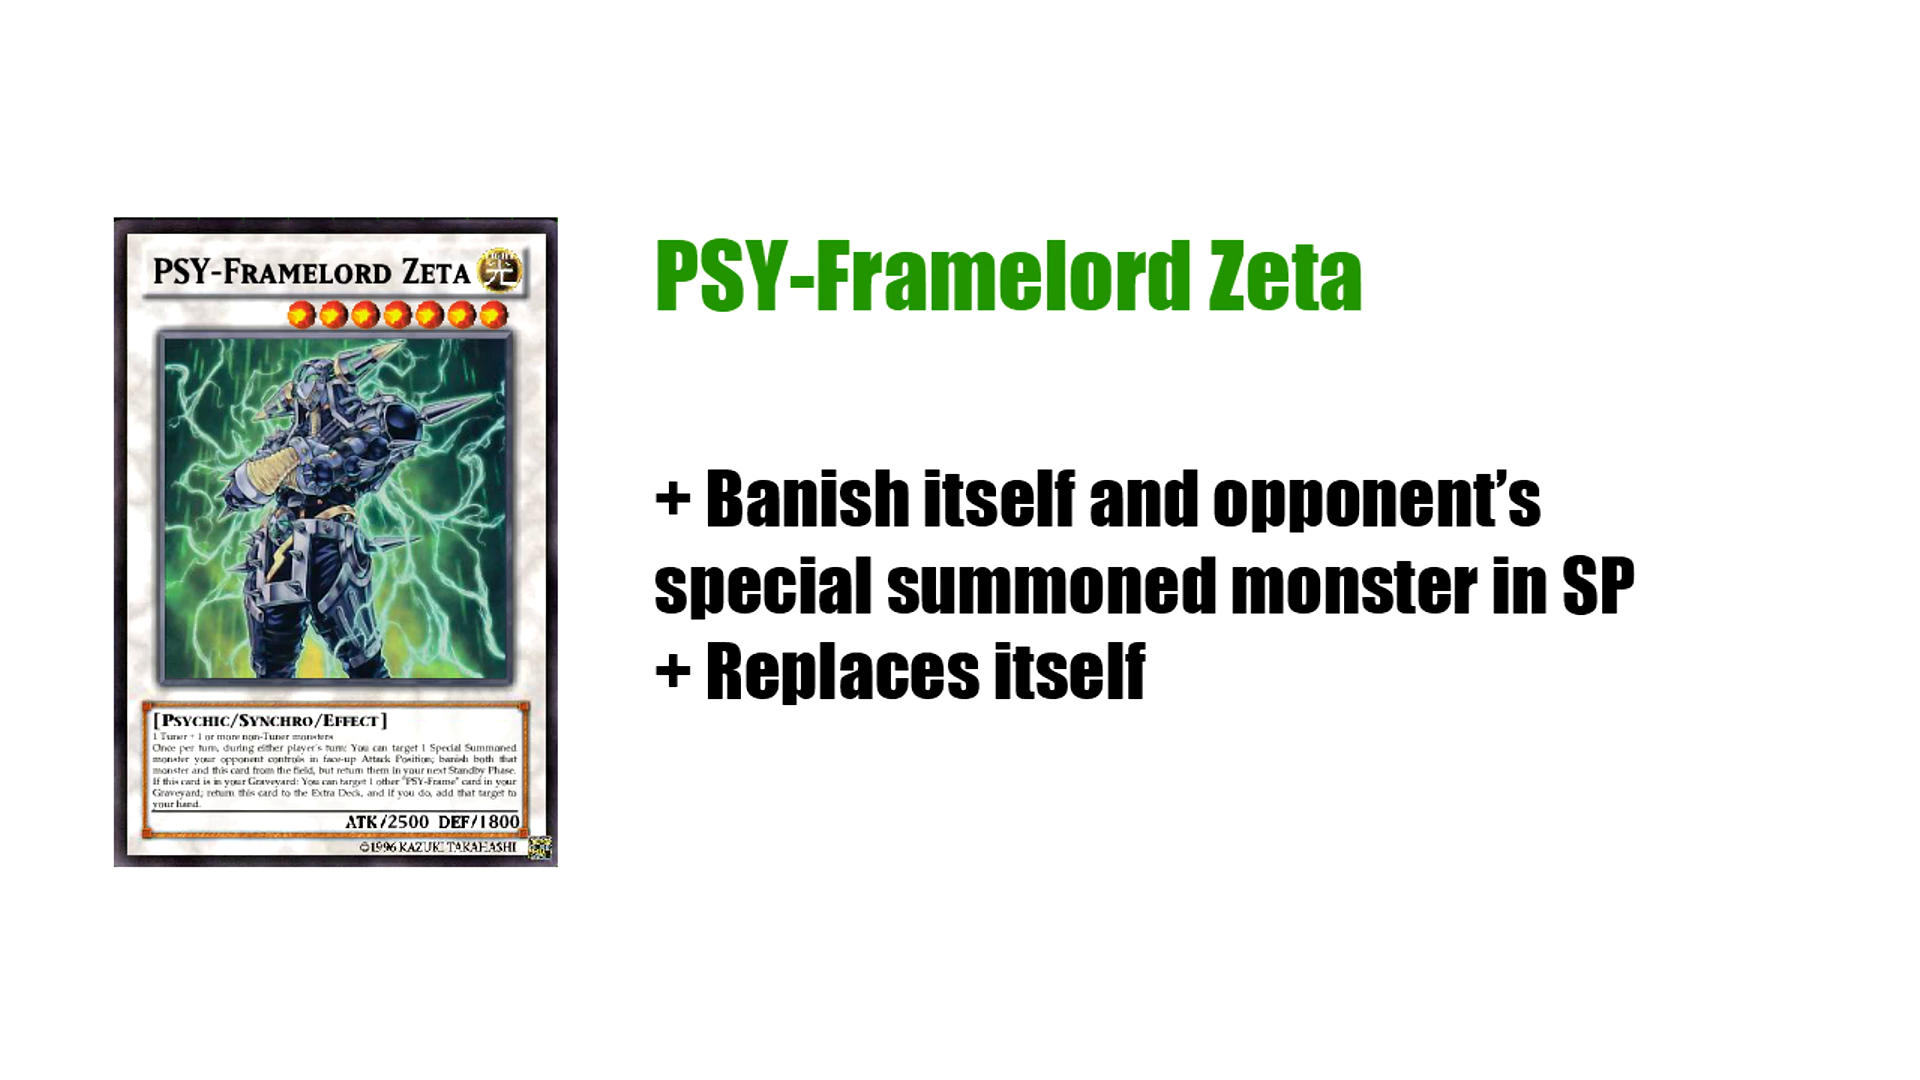 PSY-Framelord Zeta
光
[Psychic/Synchro/Effect]
1 Tuner + 1 or more non-Tuner monsters
Once per turn, during either player's turn: You can target 1 Special Summoned
monster your opponent controls in face-up Attack Position; banish both that
monster and this card from the field, but return them in your next Standby Phase.
If this card is in your Graveyard: You can target 1 other "PSY-Frame" card in your
Graveyard; return this card to the Extra Deck, and if you do, add that target to
your hand.
ATK/2500 DEF/1800
©1996 KAZUKI TAKAHASHI
PSY-Framelord Zeta
+ Banish itself and opponent’s
special summoned monster in SP
+ Replaces itself